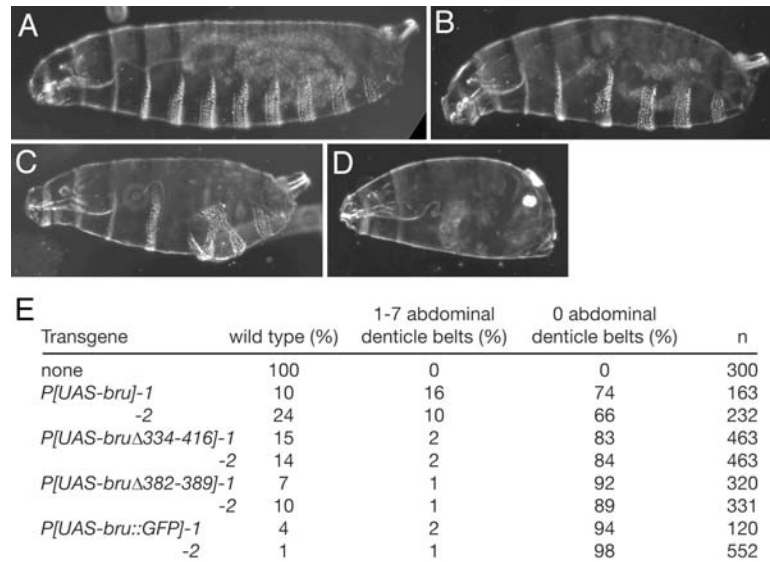 A
B
C
D
E
1-7 abdominal 0 abdominal
Transgene wild type (%) denticle belts (%) denticle belts (%) n
none 100 0 0 300
P[UAS-bru]-1 10 16 74 163
-2 24 10 66 232
P[UAS-bruΔ334-416]-1 15 2 83 463
-2 14 2 84 463
P[UAS-bruΔ382-389]-1 7 1 92 320
-2 10 1 89 331
P[UAS-bru::GFP]-1 4 2 94 120
-2 1 1 98 552